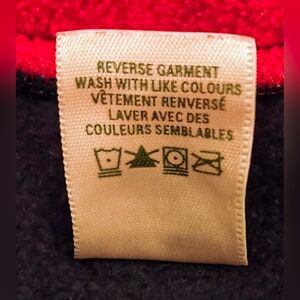 REVERSE GARMENT
WASH WITH LIKE COLOURS
VÊTEMENT RENVERSÉ
LAVER AVEC DES
COULEURS SEMBLABLES